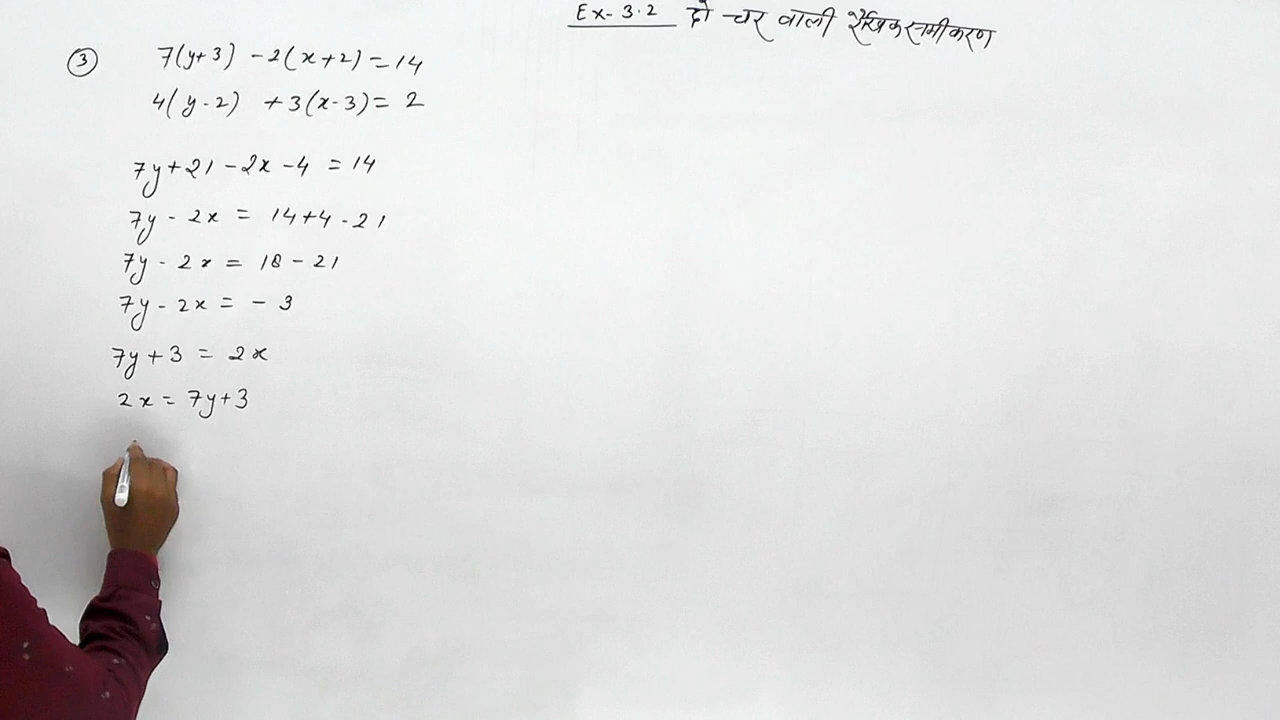 Ex- 3.2 दो चर वाली रैखिक समीकरण
③ 7(y+3) - 2(x+2) = 14
4(y-2) + 3(x-3) = 2
7y + 21 - 2x - 4 = 14
7y - 2x = 14+4-21
7y - 2x = 18 - 21
7y - 2x = - 3
7y + 3 = 2x
2x = 7y+3